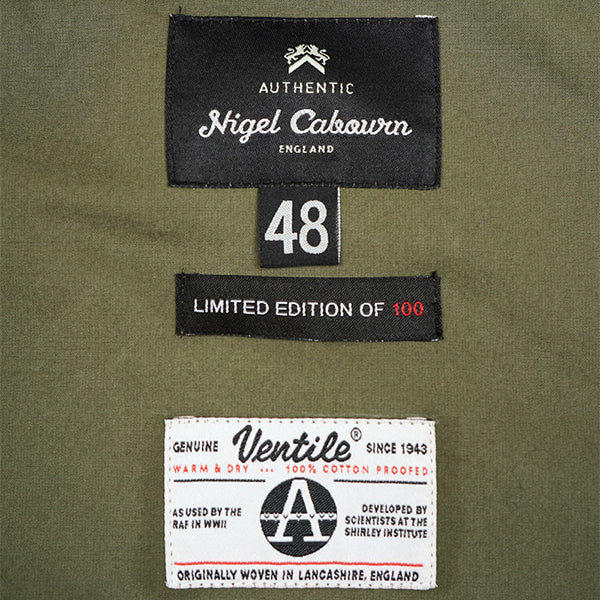 AUTHENTIC
Nigel Cabourn
ENGLAND
48
LIMITED EDITION OF 100
GENUINE Ventile® SINCE 1943
WARM & DRY ... 100% COTTON PROOFED
AS USED BY THE
RAF IN WWII
A
DEVELOPED BY
SCIENTISTS AT THE
SHIRLEY INSTITUTE
ORIGINALLY WOVEN IN LANCASHIRE, ENGLAND